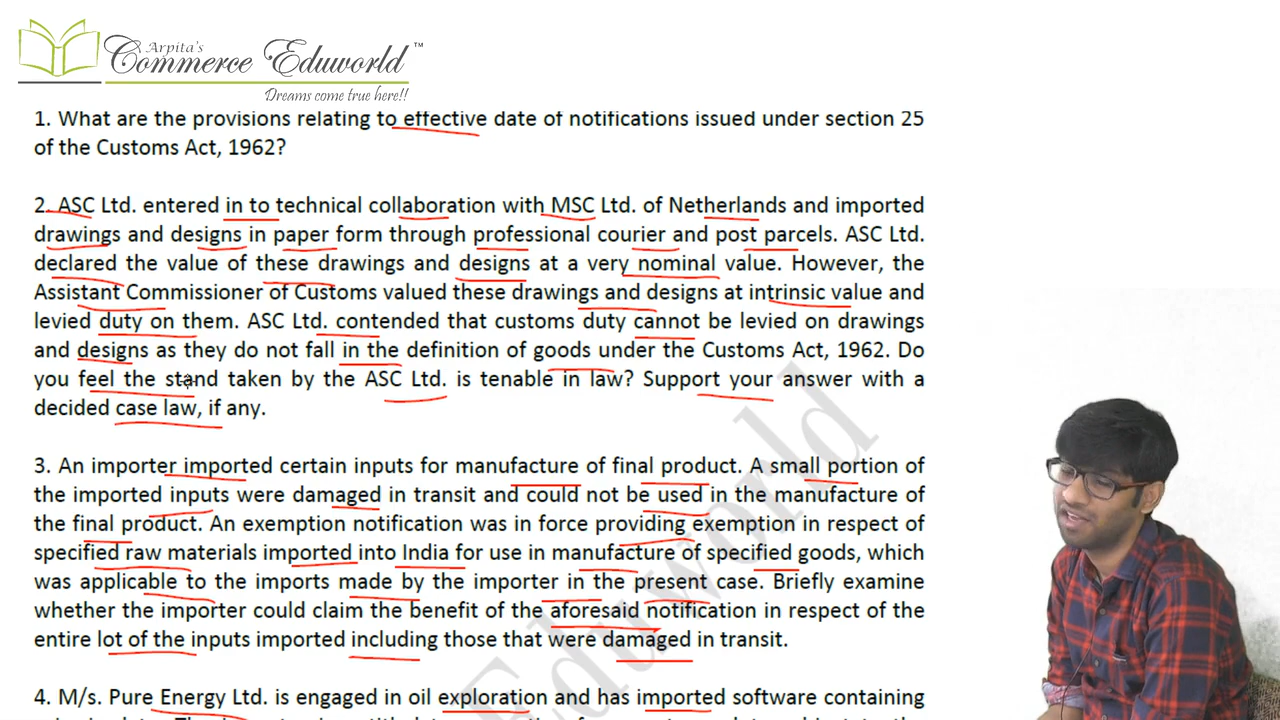 Arpita's
Commerce Eduworld™
Dreams come true here!!
1. What are the provisions relating to effective date of notifications issued under section 25
of the Customs Act, 1962?
2. ASC Ltd. entered in to technical collaboration with MSC Ltd. of Netherlands and imported
drawings and designs in paper form through professional courier and post parcels. ASC Ltd.
declared the value of these drawings and designs at a very nominal value. However, the
Assistant Commissioner of Customs valued these drawings and designs at intrinsic value and
levied duty on them. ASC Ltd. contended that customs duty cannot be levied on drawings
and designs as they do not fall in the definition of goods under the Customs Act, 1962. Do
you feel the stand taken by the ASC Ltd. is tenable in law? Support your answer with a
decided case law, if any.
3. An importer imported certain inputs for manufacture of final product. A small portion of
the imported inputs were damaged in transit and could not be used in the manufacture of
the final product. An exemption notification was in force providing exemption in respect of
specified raw materials imported into India for use in manufacture of specified goods, which
was applicable to the imports made by the importer in the present case. Briefly examine
whether the importer could claim the benefit of the aforesaid notification in respect of the
entire lot of the inputs imported including those that were damaged in transit.
4. M/s. Pure Energy Ltd. is engaged in oil exploration and has imported software containing
Eduworld